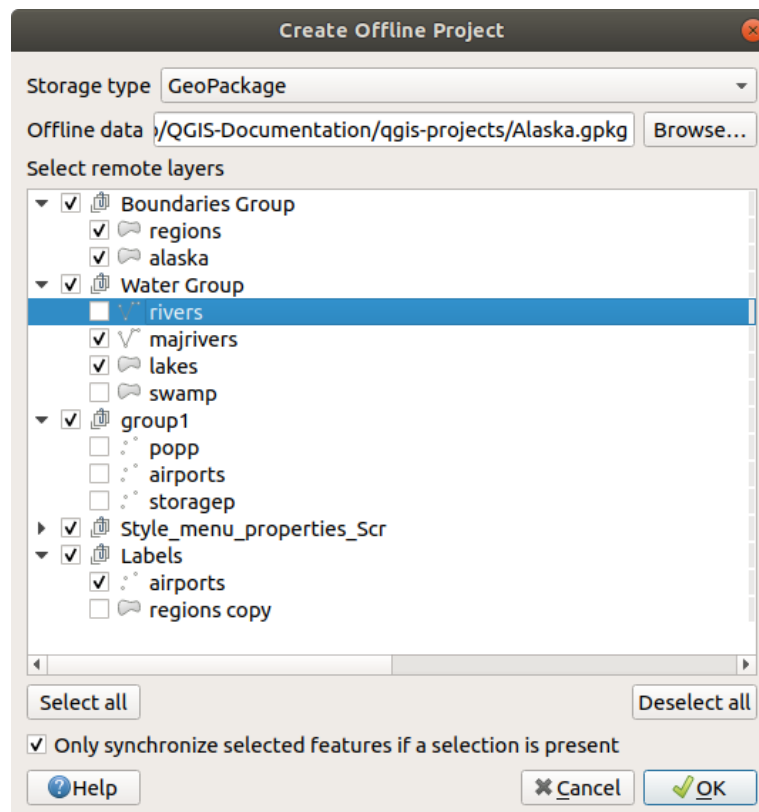 Create Offline Project
Storage type GeoPackage
Offline data /QGIS-Documentation/qgis-projects/Alaska.gpkg Browse...
Select remote layers
Boundaries Group
regions
alaska
Water Group
rivers
majrivers
lakes
swamp
group1
popp
airports
storagep
Style_menu_properties_Scr
Labels
airports
regions copy
Select all Deselect all
Only synchronize selected features if a selection is present
Help Cancel OK